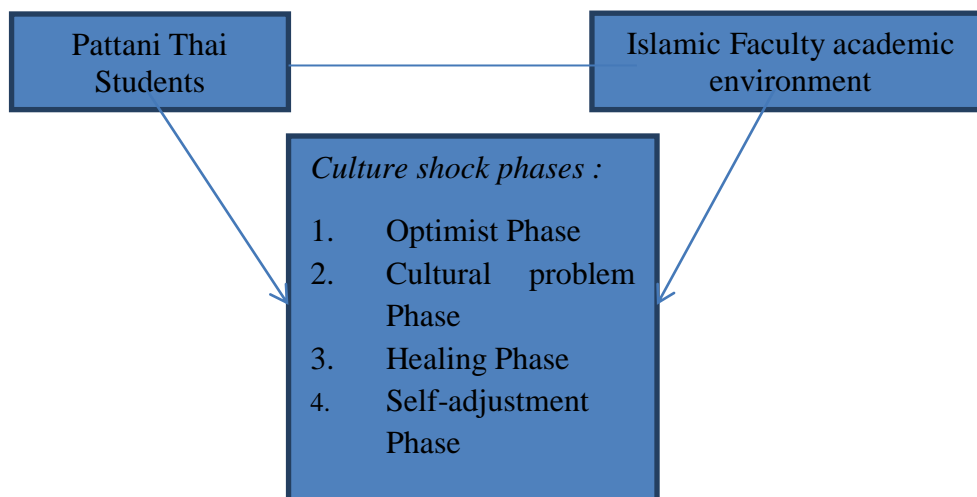 Pattani Thai
Students
Islamic Faculty academic
environment
Culture shock phases :
1. Optimist Phase
2. Cultural problem
Phase
3. Healing Phase
4. Self-adjustment
Phase